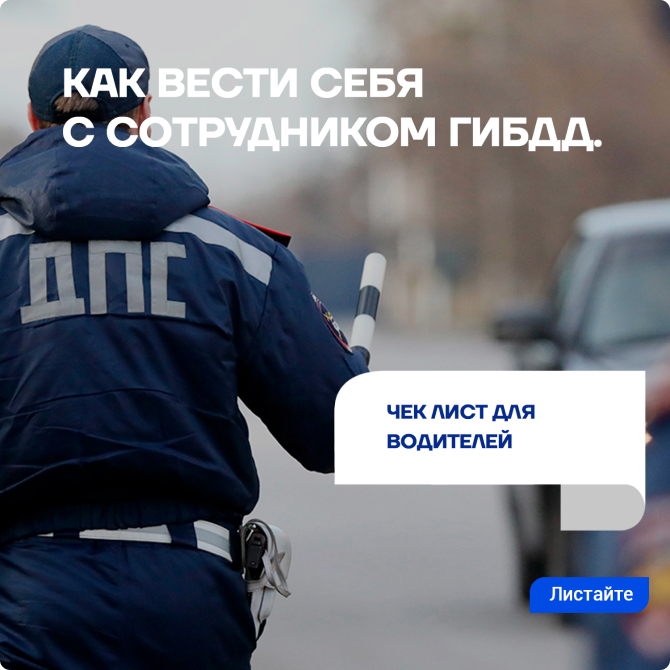 КАК ВЕСТИ СЕБЯ
С СОТРУДНИКОМ ГИБДД.
ДПС
ЧЕК ЛИСТ ДЛЯ
ВОДИТЕЛЕЙ
Листайте